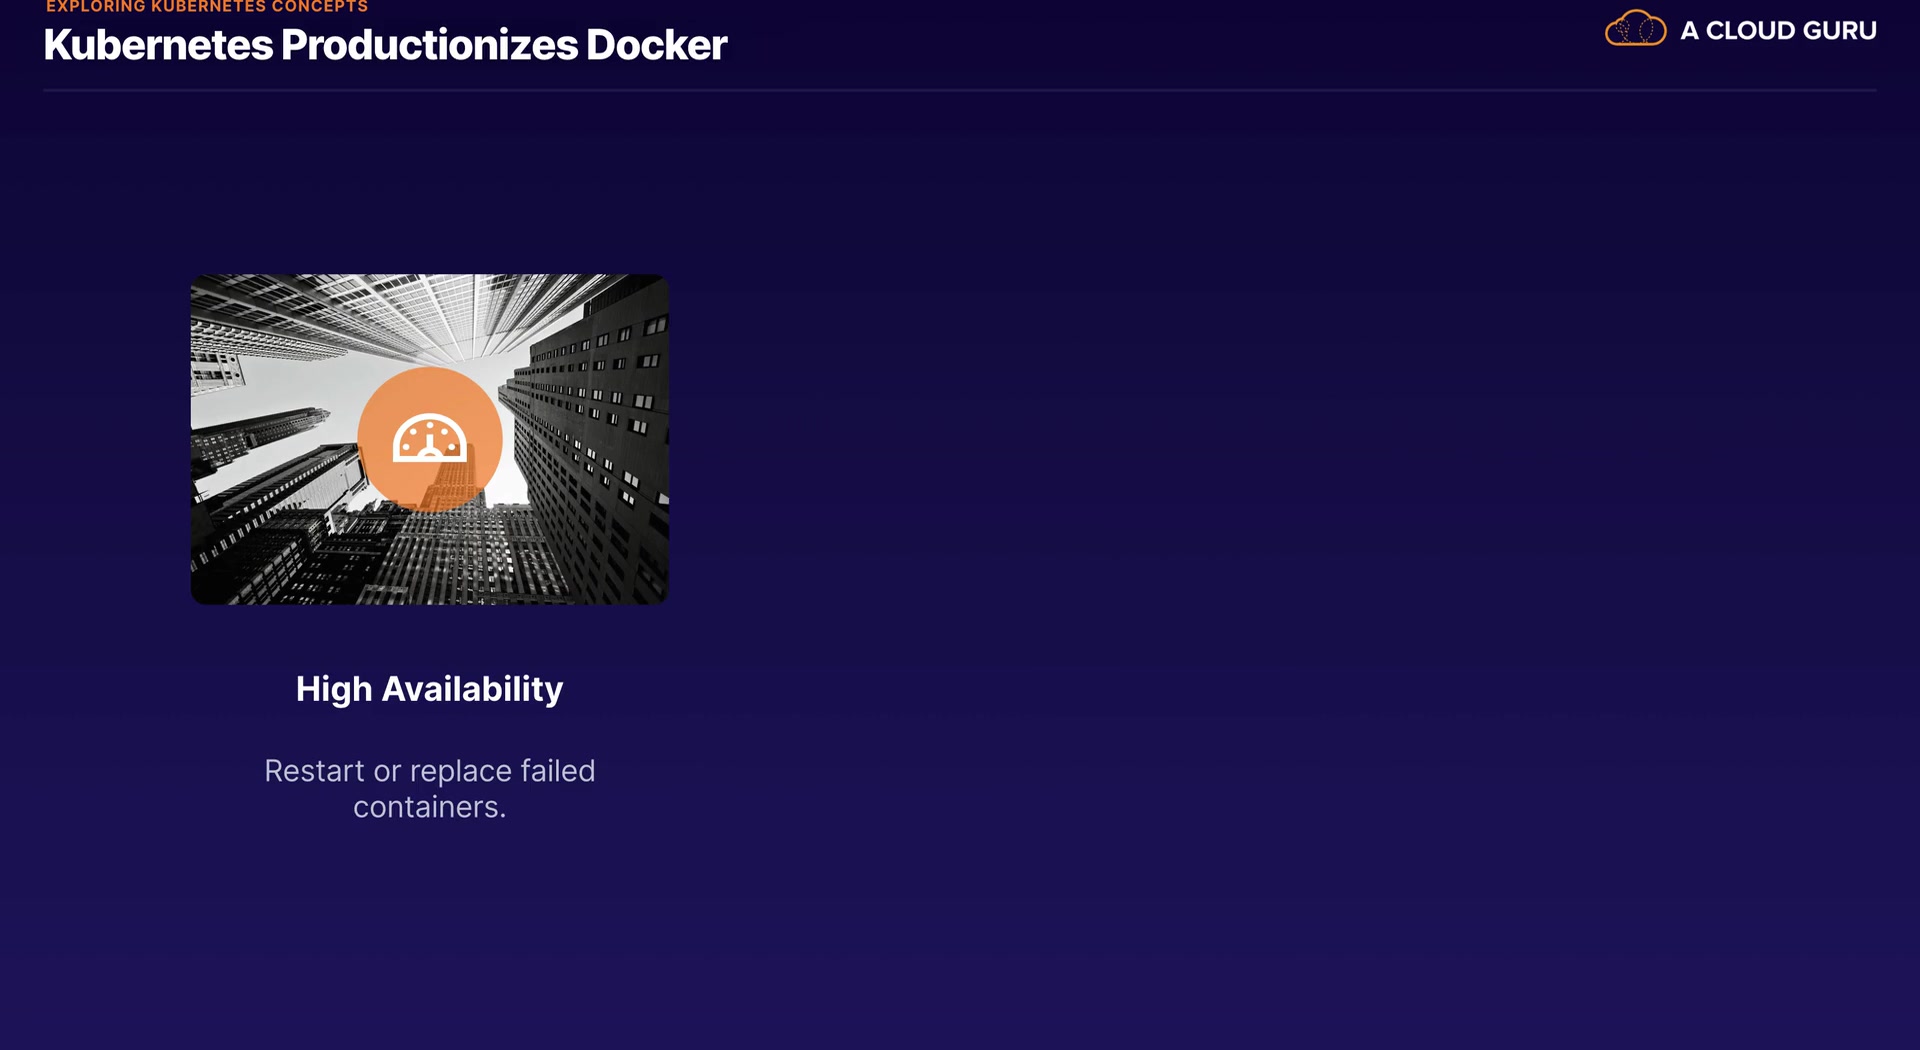 EXPLORING KUBERNETES CONCEPTS
Kubernetes Productionizes Docker
A CLOUD GURU
High Availability
Restart or replace failed
containers.